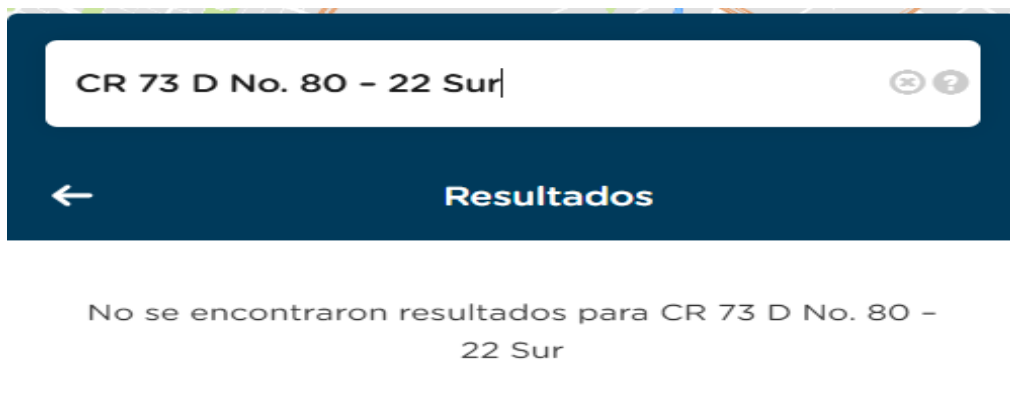 CR 73 D No. 80 – 22 Sur
Resultados
No se encontraron resultados para CR 73 D No. 80 –
22 Sur